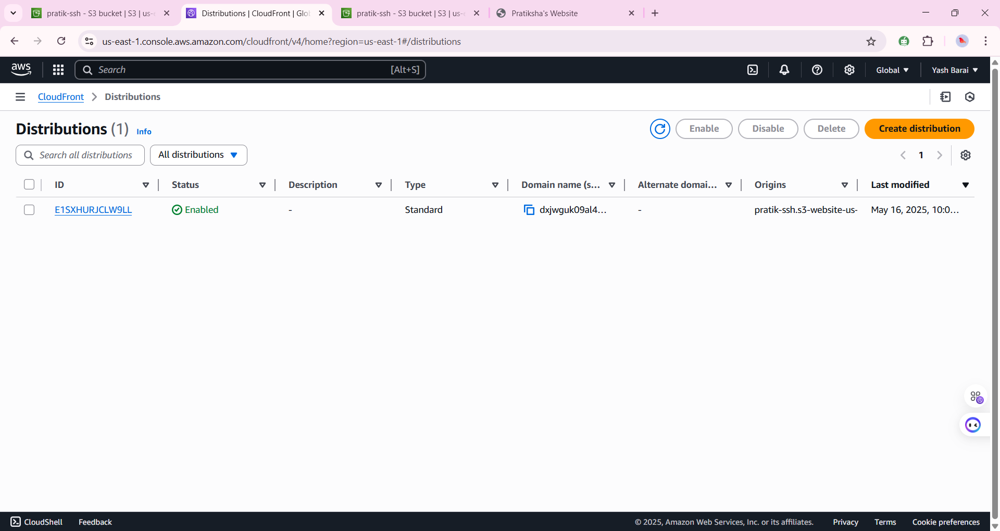 pratik-ssh - S3 bucket | S3 | us-e
Distributions | CloudFront | Glo
pratik-ssh - S3 bucket | S3 | us-e
Pratiksha's Website
us-east-1.console.aws.amazon.com/cloudfront/v4/home?region=us-east-1#/distributions
aws
Search
[Alt+S]
Global
Yash Barai
CloudFront
Distributions
Distributions (1)
Info
Enable
Disable
Delete
Create distribution
Search all distributions
All distributions
1
ID
Status
Description
Type
Domain name (s...
Alternate domai...
Origins
Last modified
E1SXHURJCLW9LL
Enabled
-
Standard
dxjwguk09al4...
-
pratik-ssh.s3-website-us-
May 16, 2025, 10:0...
CloudShell
Feedback
© 2025, Amazon Web Services, Inc. or its affiliates.
Privacy
Terms
Cookie preferences